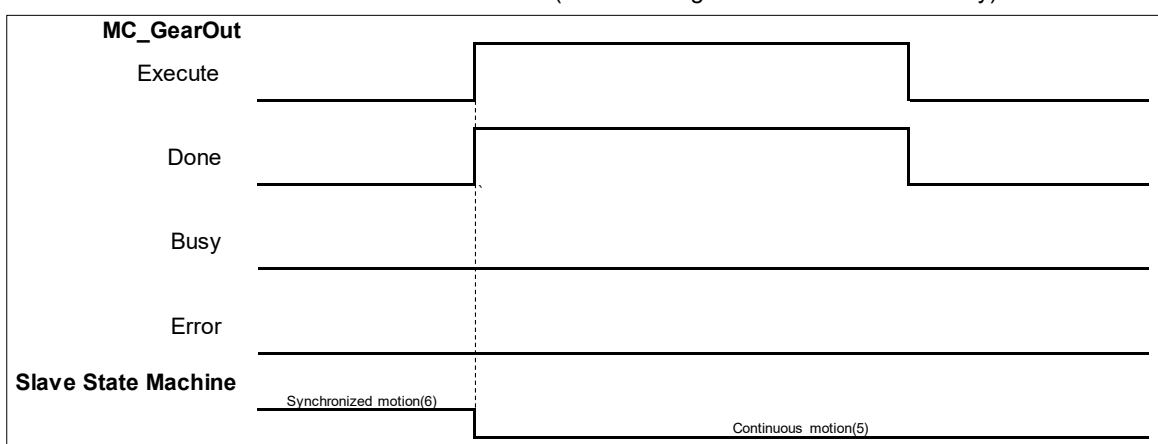 MC_GearOut
Execute
Done
Busy
Error
Slave State Machine
Synchronized motion(6)
Continuous motion(5)